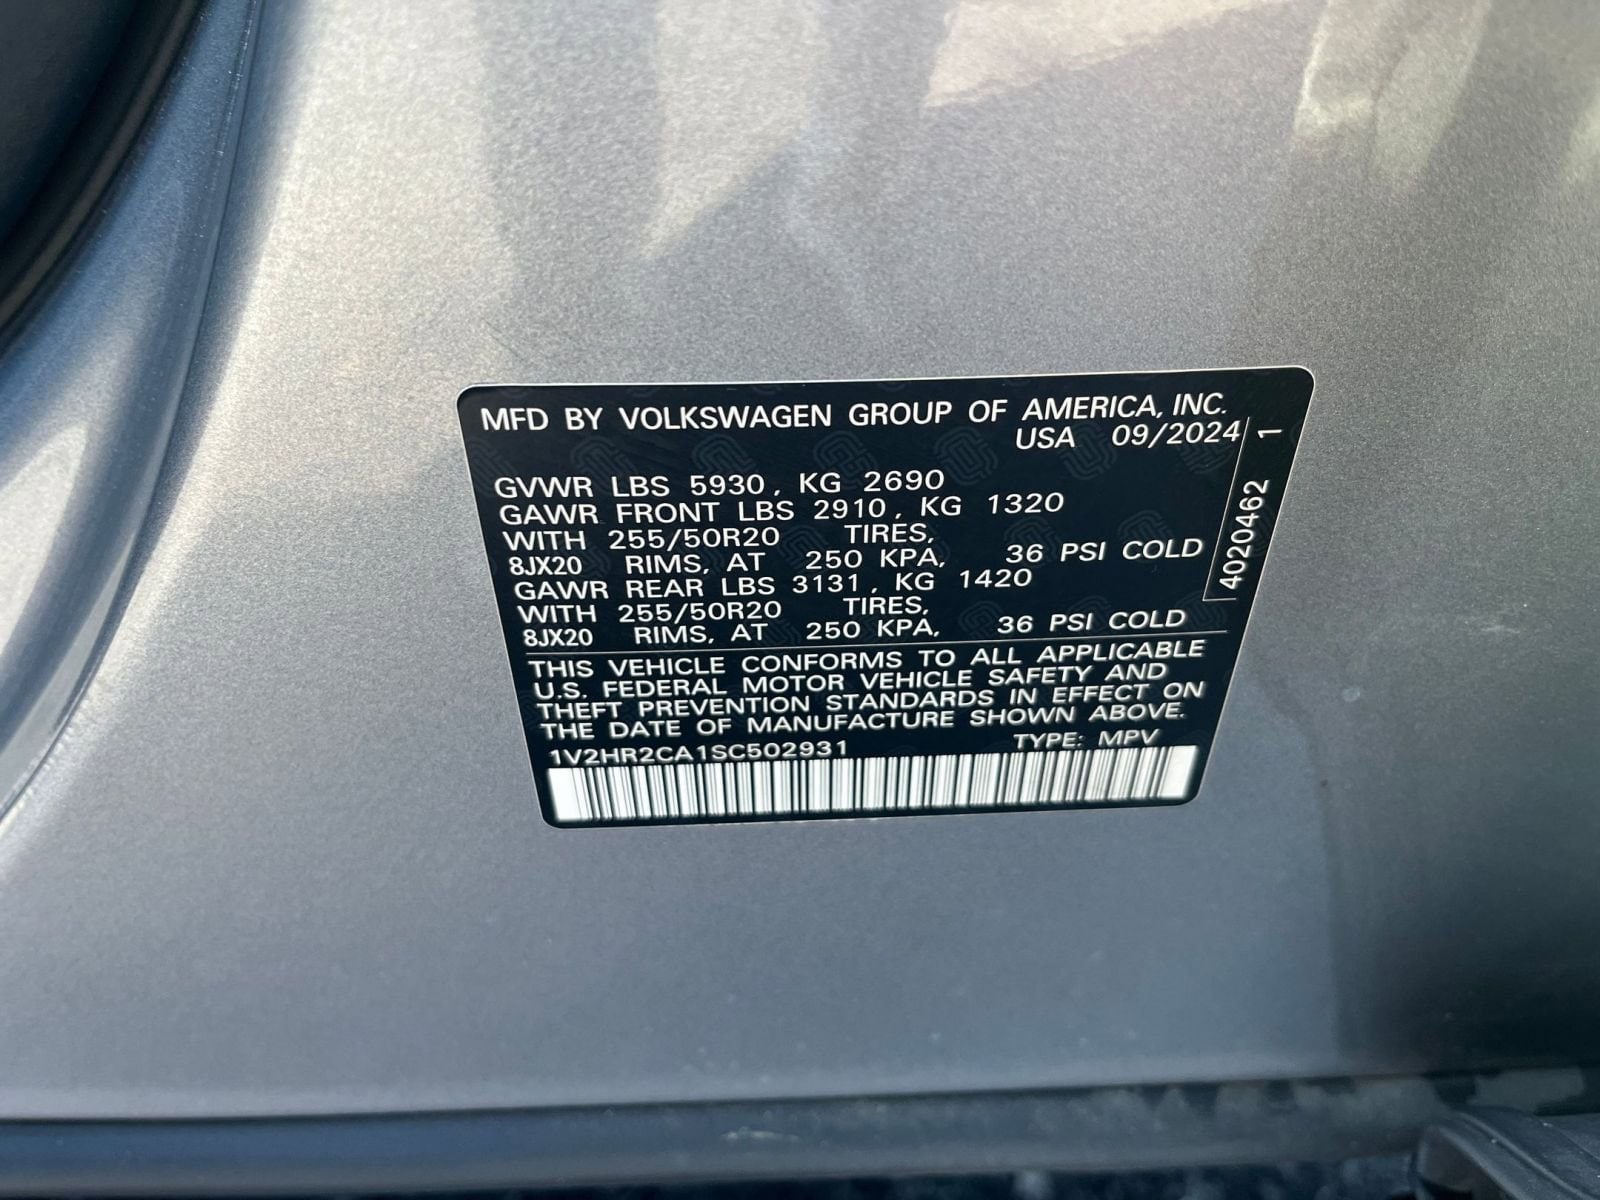 MFD BY VOLKSWAGEN GROUP OF AMERICA, INC.
USA 09/2024
GVWR LBS 5930, KG 2690
GAWR FRONT LBS 2910, KG 1320
WITH 255/50R20 TIRES,
8JX20 RIMS, AT 250 KPA, 36 PSI COLD
GAWR REAR LBS 3131, KG 1420
WITH 255/50R20 TIRES,
8JX20 RIMS, AT 250 KPA, 36 PSI COLD
THIS VEHICLE CONFORMS TO ALL APPLICABLE
U.S. FEDERAL MOTOR VEHICLE SAFETY AND
THEFT PREVENTION STANDARDS IN EFFECT ON
THE DATE OF MANUFACTURE SHOWN ABOVE.
1V2HR2CA1SC502931 TYPE: MPV
4020462 1